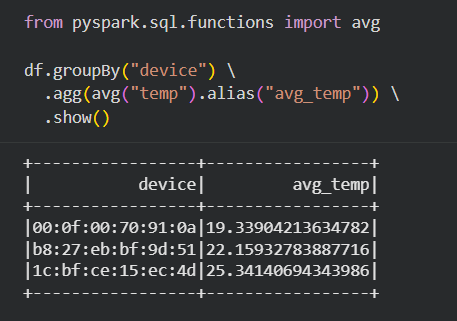 from pyspark.sql.functions import avg
df.groupBy("device") \
  .agg(avg("temp").alias("avg_temp")) \
  .show()
+-----------------+-----------------+
|           device|         avg_temp|
+-----------------+-----------------+
|00:0f:00:70:91:0a|19.33904213634782|
|b8:27:eb:bf:9d:51|22.15932783887716|
|1c:bf:ce:15:ec:4d|25.34140694343986|
+-----------------+-----------------+